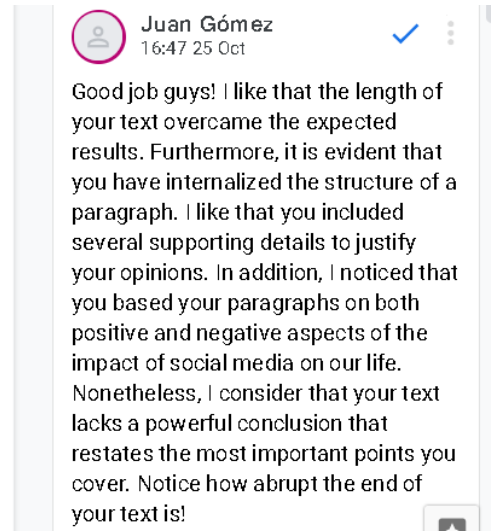 Juan Gómez
16:47 25 Oct
Good job guys! I like that the length of
your text overcame the expected
results. Furthermore, it is evident that
you have internalized the structure of a
paragraph. I like that you included
several supporting details to justify
your opinions. In addition, I noticed that
you based your paragraphs on both
positive and negative aspects of the
impact of social media on our life.
Nonetheless, I consider that your text
lacks a powerful conclusion that
restates the most important points you
cover. Notice how abrupt the end of
your text is!